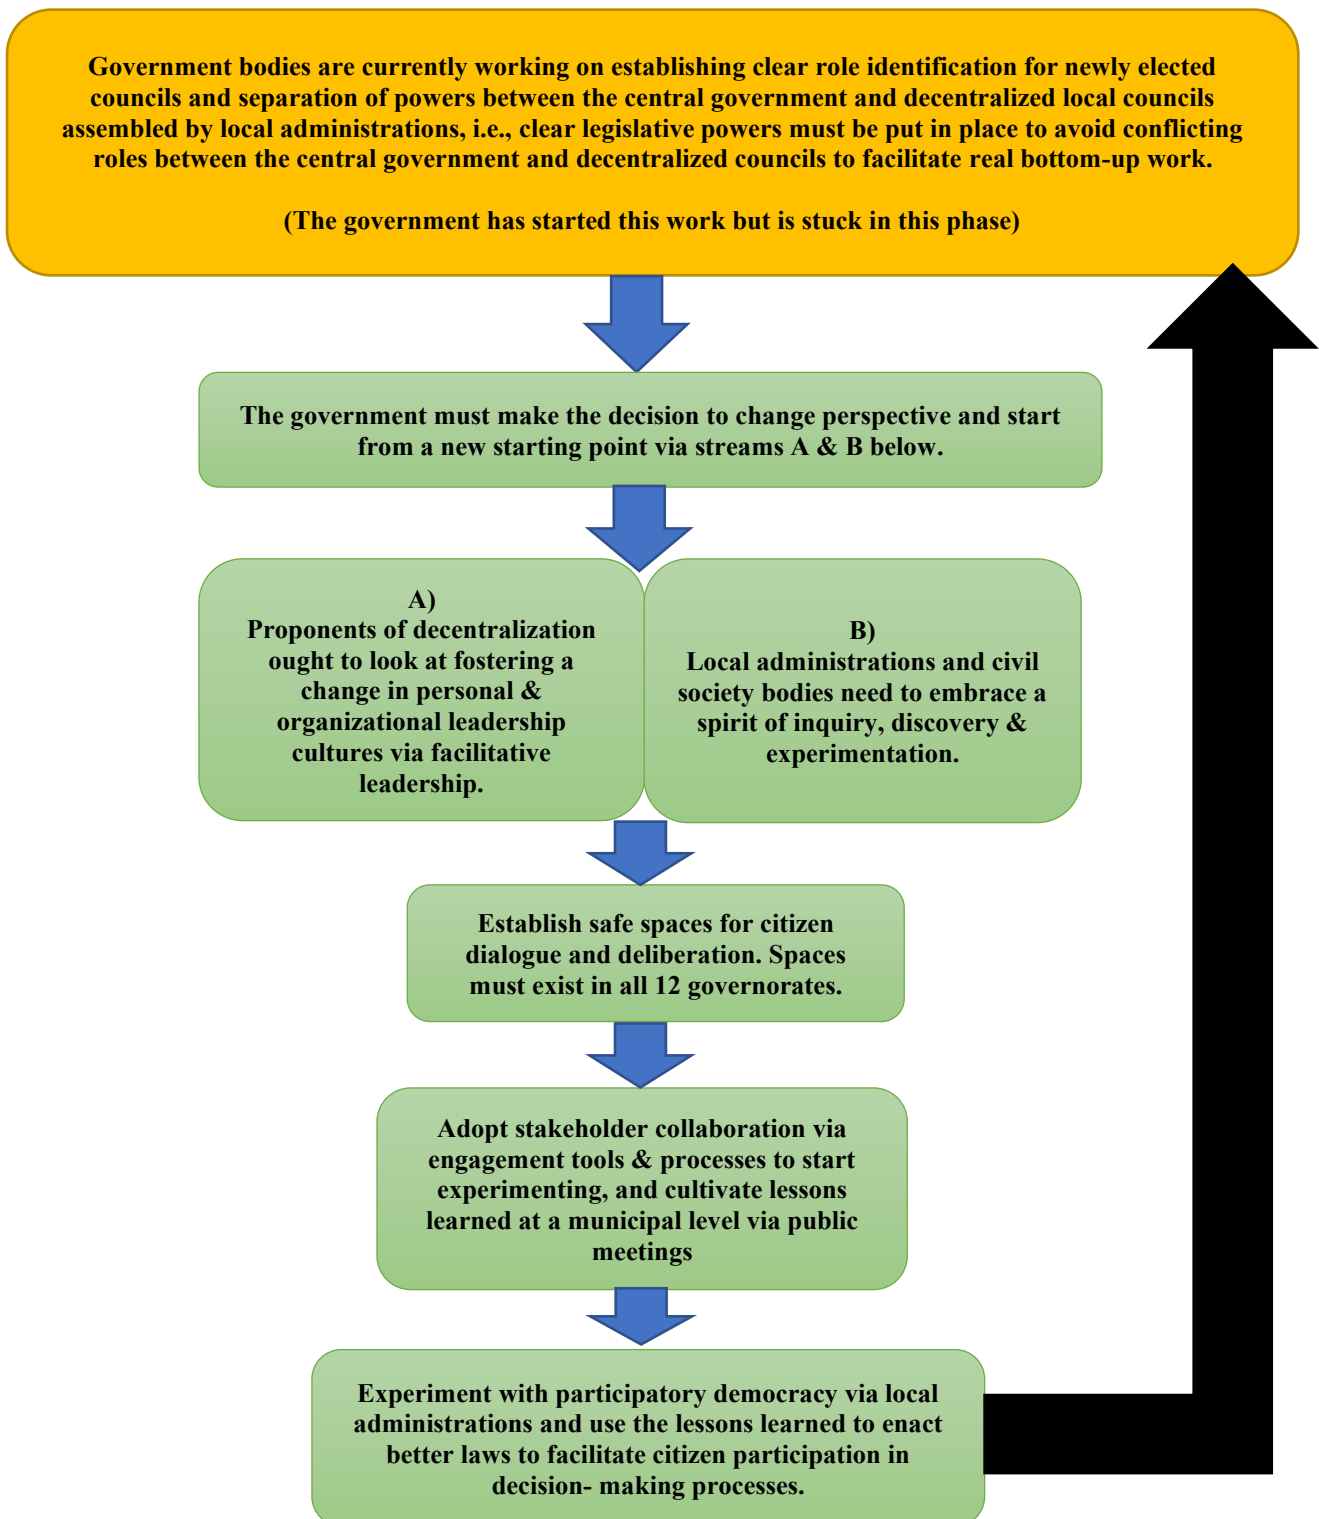 Government bodies are currently working on establishing clear role identification for newly elected
councils and separation of powers between the central government and decentralized local councils
assembled by local administrations, i.e., clear legislative powers must be put in place to avoid conflicting
roles between the central government and decentralized councils to facilitate real bottom-up work.
(The government has started this work but is stuck in this phase)
The government must make the decision to change perspective and start
from a new starting point via streams A & B below.
A)
Proponents of decentralization
ought to look at fostering a
change in personal &
organizational leadership
cultures via facilitative
leadership.
B)
Local administrations and civil
society bodies need to embrace a
spirit of inquiry, discovery &
experimentation.
Establish safe spaces for citizen
dialogue and deliberation. Spaces
must exist in all 12 governorates.
Adopt stakeholder collaboration via
engagement tools & processes to start
experimenting, and cultivate lessons
learned at a municipal level via public
meetings
Experiment with participatory democracy via local
administrations and use the lessons learned to enact
better laws to facilitate citizen participation in
decision- making processes.